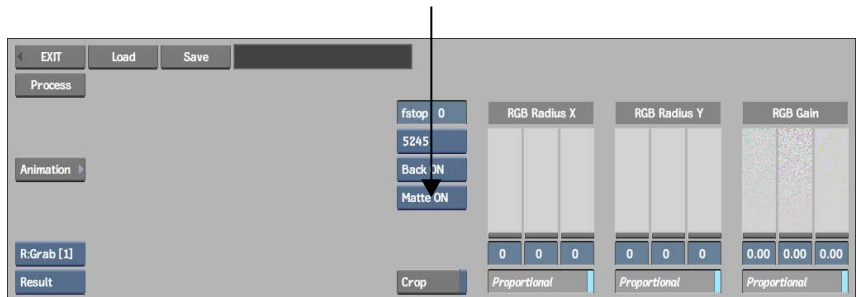 EXIT Load Save
Process
fstop 0 RGB Radius X RGB Radius Y RGB Gain
5245
Animation Back ON
Matte ON
R:Grab [1] 0 0 0 0 0 0 0.00 0.00 0.00
Result Crop Proportional Proportional Proportional